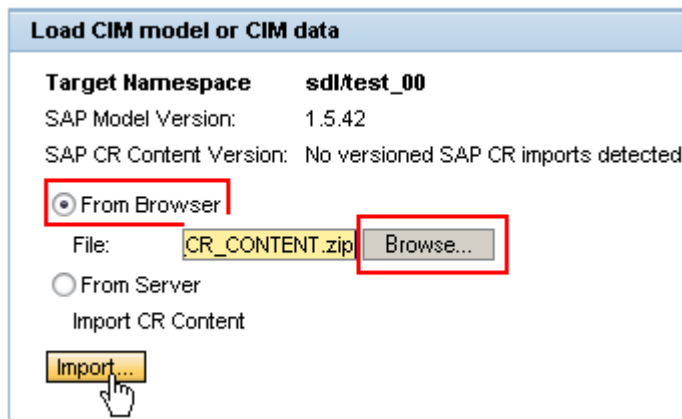 Load CIM model or CIM data
Target Namespace sdl/test_00
SAP Model Version: 1.5.42
SAP CR Content Version: No versioned SAP CR imports detected
From Browser
File: _CR_CONTENT.zip Browse...
From Server
Import CR Content
Import...